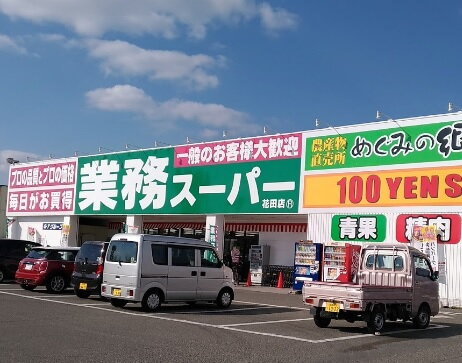 プロの品質とプロの価格
毎日がお買得
業務スーパー
一般のお客様大歓迎
花田店
農産物
直売所
めぐみの郷
100 YEN S
青果
精肉